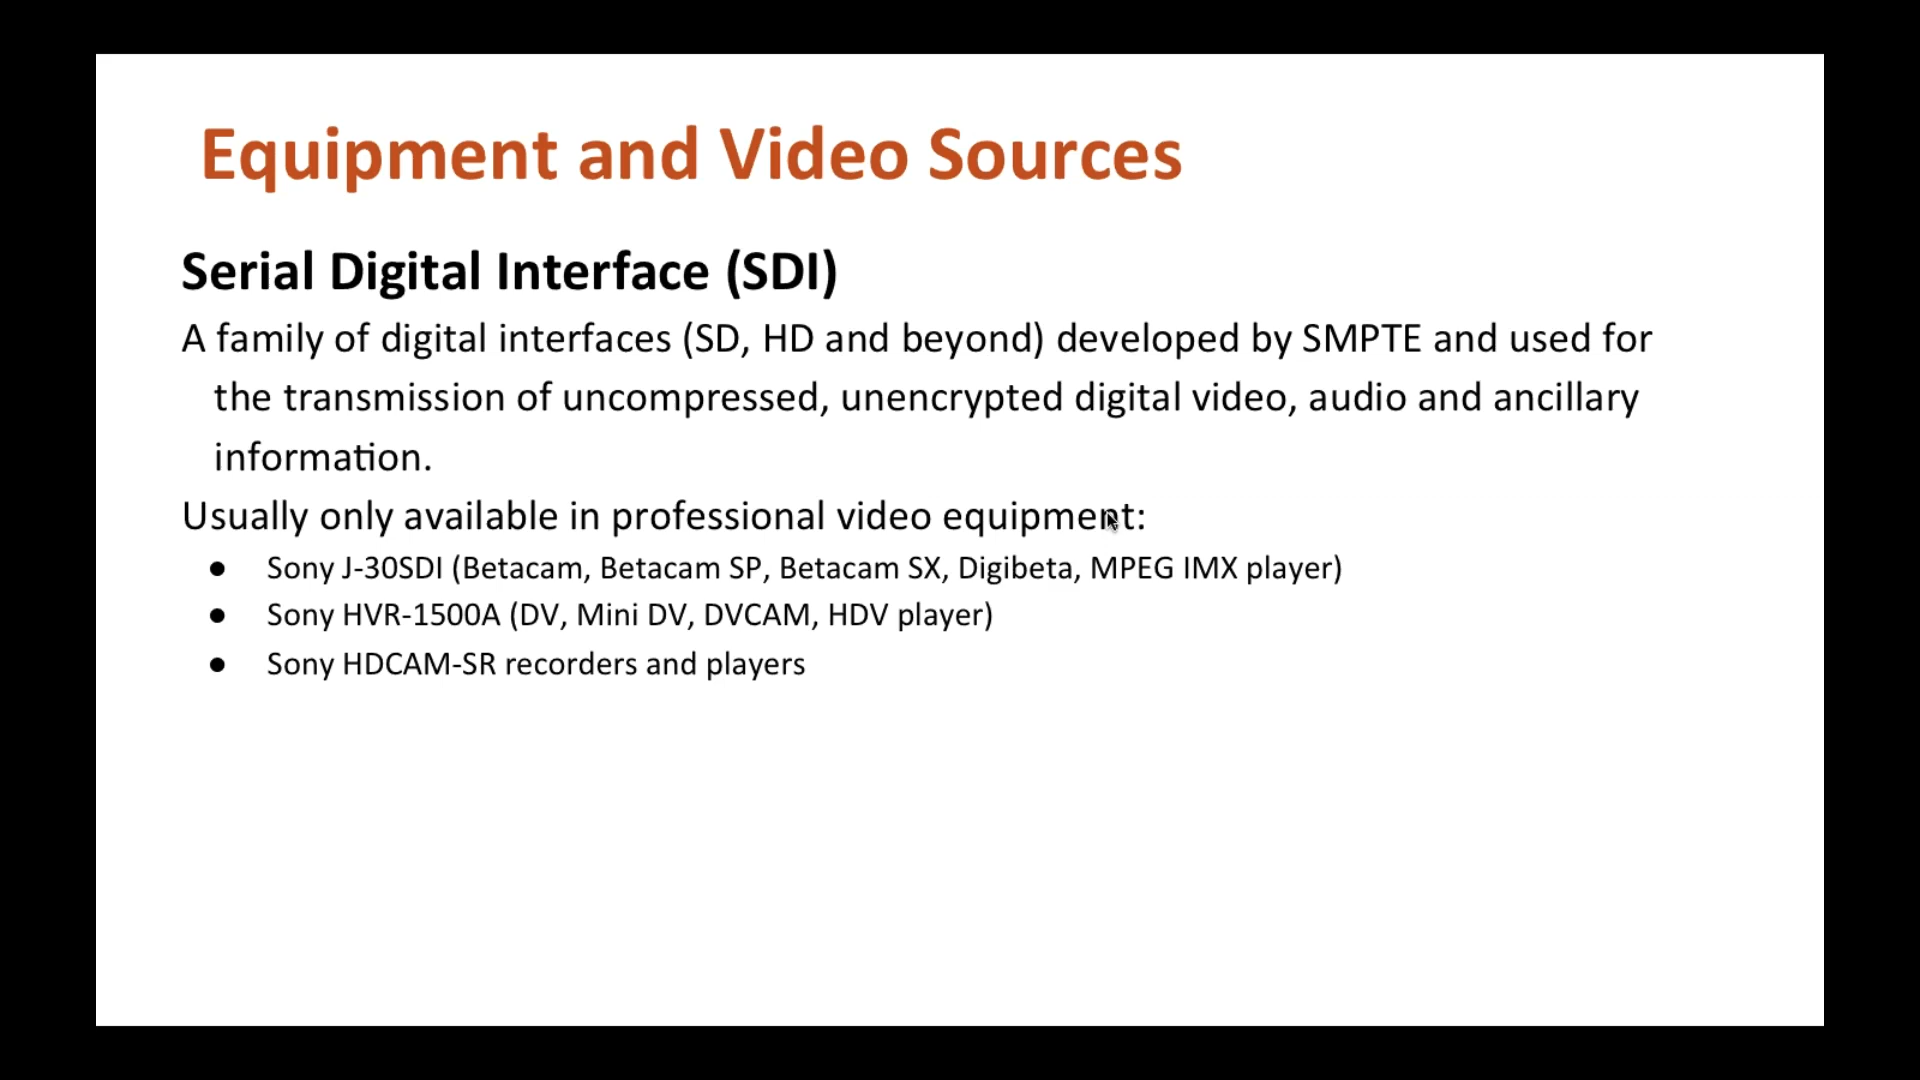 Equipment and Video Sources
Serial Digital Interface (SDI)
A family of digital interfaces (SD, HD and beyond) developed by SMPTE and used for
the transmission of uncompressed, unencrypted digital video, audio and ancillary
information.
Usually only available in professional video equipment:
● Sony J-30SDI (Betacam, Betacam SP, Betacam SX, Digibeta, MPEG IMX player)
● Sony HVR-1500A (DV, Mini DV, DVCAM, HDV player)
● Sony HDCAM-SR recorders and players